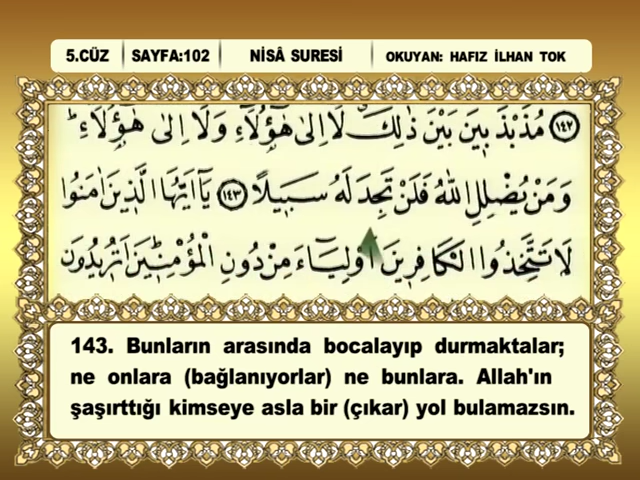 5.CÜZ SAYFA:102 NİSÂ SURESİ OKUYAN: HAFIZ İLHAN TOK
﴿١٤٢﴾ مُذَبْذَبِينَ بَيْنَ ذٰلِكَۗ لَٓا اِلٰى هٰٓؤُ۬لَٓاءِ وَلَٓا اِلٰى هٰٓؤُ۬لَٓاءِۜ
وَمَنْ يُضْلِلِ اللّٰهُ فَلَنْ تَجِدَ لَهُ سَبِيلًا ﴿١٤٣﴾ يَٓا اَيُّهَا الَّذِينَ اٰمَنُوا
لَا تَتَّخِذُوا الْكَافِرِينَ اَوْلِيَٓاءَ مِنْ دُونِ الْمُؤْمِنِينَۜ اَتُرِيدُونَ
143. Bunların arasında bocalayıp durmaktalar;
ne onlara (bağlanıyorlar) ne bunlara. Allah'ın
şaşırttığı kimseye asla bir (çıkar) yol bulamazsın.